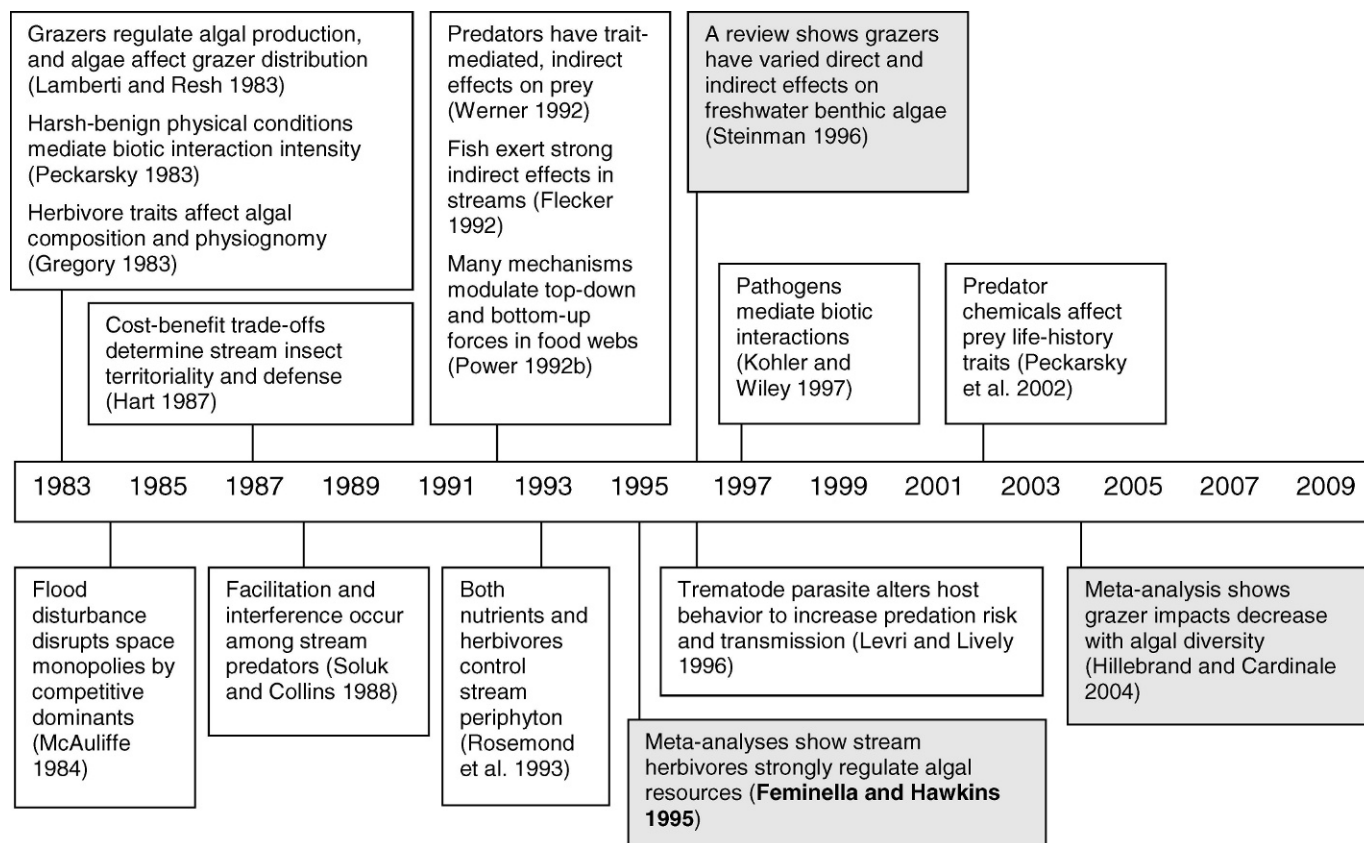 Grazers regulate algal production,
and algae affect grazer distribution
(Lamberti and Resh 1983)
Harsh-benign physical conditions
mediate biotic interaction intensity
(Peckarsky 1983)
Herbivore traits affect algal
composition and physiognomy
(Gregory 1983)
Cost-benefit trade-offs
determine stream insect
territoriality and defense
(Hart 1987)
Predators have trait-
mediated, indirect
effects on prey
(Werner 1992)
Fish exert strong
indirect effects in
streams (Flecker
1992)
Many mechanisms
modulate top-down
and bottom-up
forces in food webs
(Power 1992b)
A review shows grazers
have varied direct and
indirect effects on
freshwater benthic algae
(Steinman 1996)
Pathogens
mediate biotic
interactions
(Kohler and
Wiley 1997)
Predator
chemicals affect
prey life-history
traits (Peckarsky
et al. 2002)
1983 1985 1987 1989 1991 1993 1995 1997 1999 2001 2003 2005 2007 2009
Flood
disturbance
disrupts space
monopolies by
competitive
dominants
(McAuliffe
1984)
Facilitation and
interference occur
among stream
predators (Soluk
and Collins 1988)
Both
nutrients and
herbivores
control
stream
periphyton
(Rosemond
et al. 1993)
Trematode parasite alters host
behavior to increase predation risk
and transmission (Levri and Lively
1996)
Meta-analyses show stream
herbivores strongly regulate algal
resources (Feminella and Hawkins
1995)
Meta-analysis shows
grazer impacts decrease
with algal diversity
(Hillebrand and Cardinale
2004)